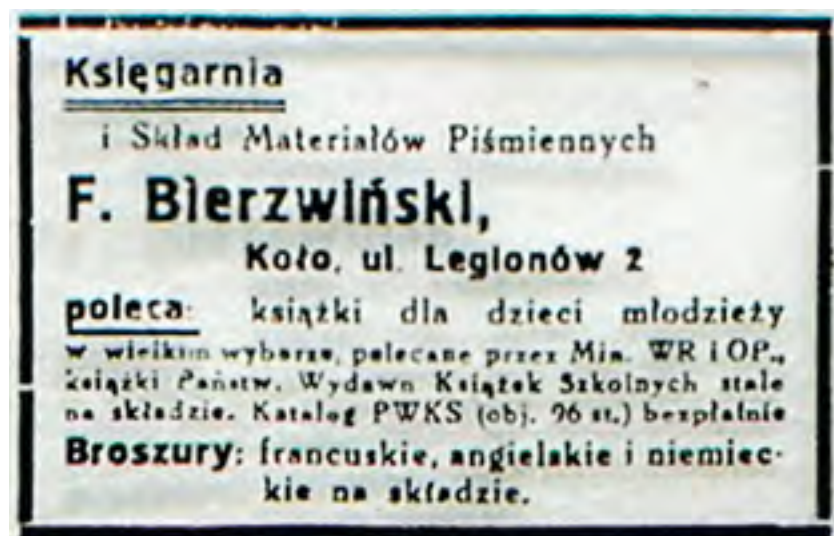 Księgarnia
i Skład Materiałów Piśmiennych
F. Bierzwiński,
Koło, ul. Legionów 2
poleca: książki dla dzieci młodzieży
w wielkim wyborze, polecane przez Min. WR i OP.,
książki Państw. Wydawn Książek Szkolnych stale
na składzie. Katalog PWKS (obj. 96 st.) bezpłatnie
Broszury: francuskie, angielskie i niemiec-
kie na składzie.